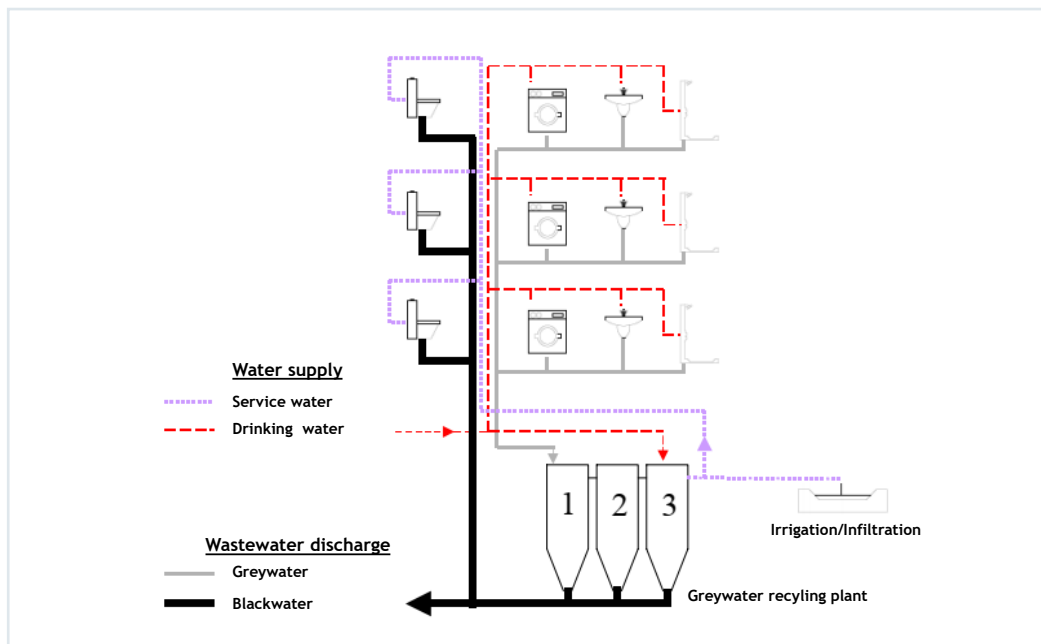 Water supply
Service water
Drinking water
1 2 3
Irrigation/Infiltration
Wastewater discharge
Greywater
Greywater recyling plant
Blackwater